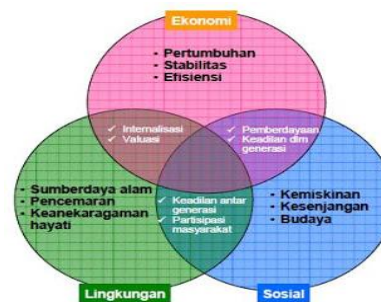 Ekonomi
• Pertumbuhan
• Stabilitas
• Efisiensi
✓ Internalisasi
✓ Valuasi
✓ Pemberdayaan
✓ Keadilan dlm
generasi
• Sumberdaya alam
• Pencemaran
• Keanekaragaman
hayati
✓ Keadilan antar
generasi
✓ Partisipasi
masyarakat
• Kemiskinan
• Kesenjangan
• Budaya
Lingkungan
Sosial